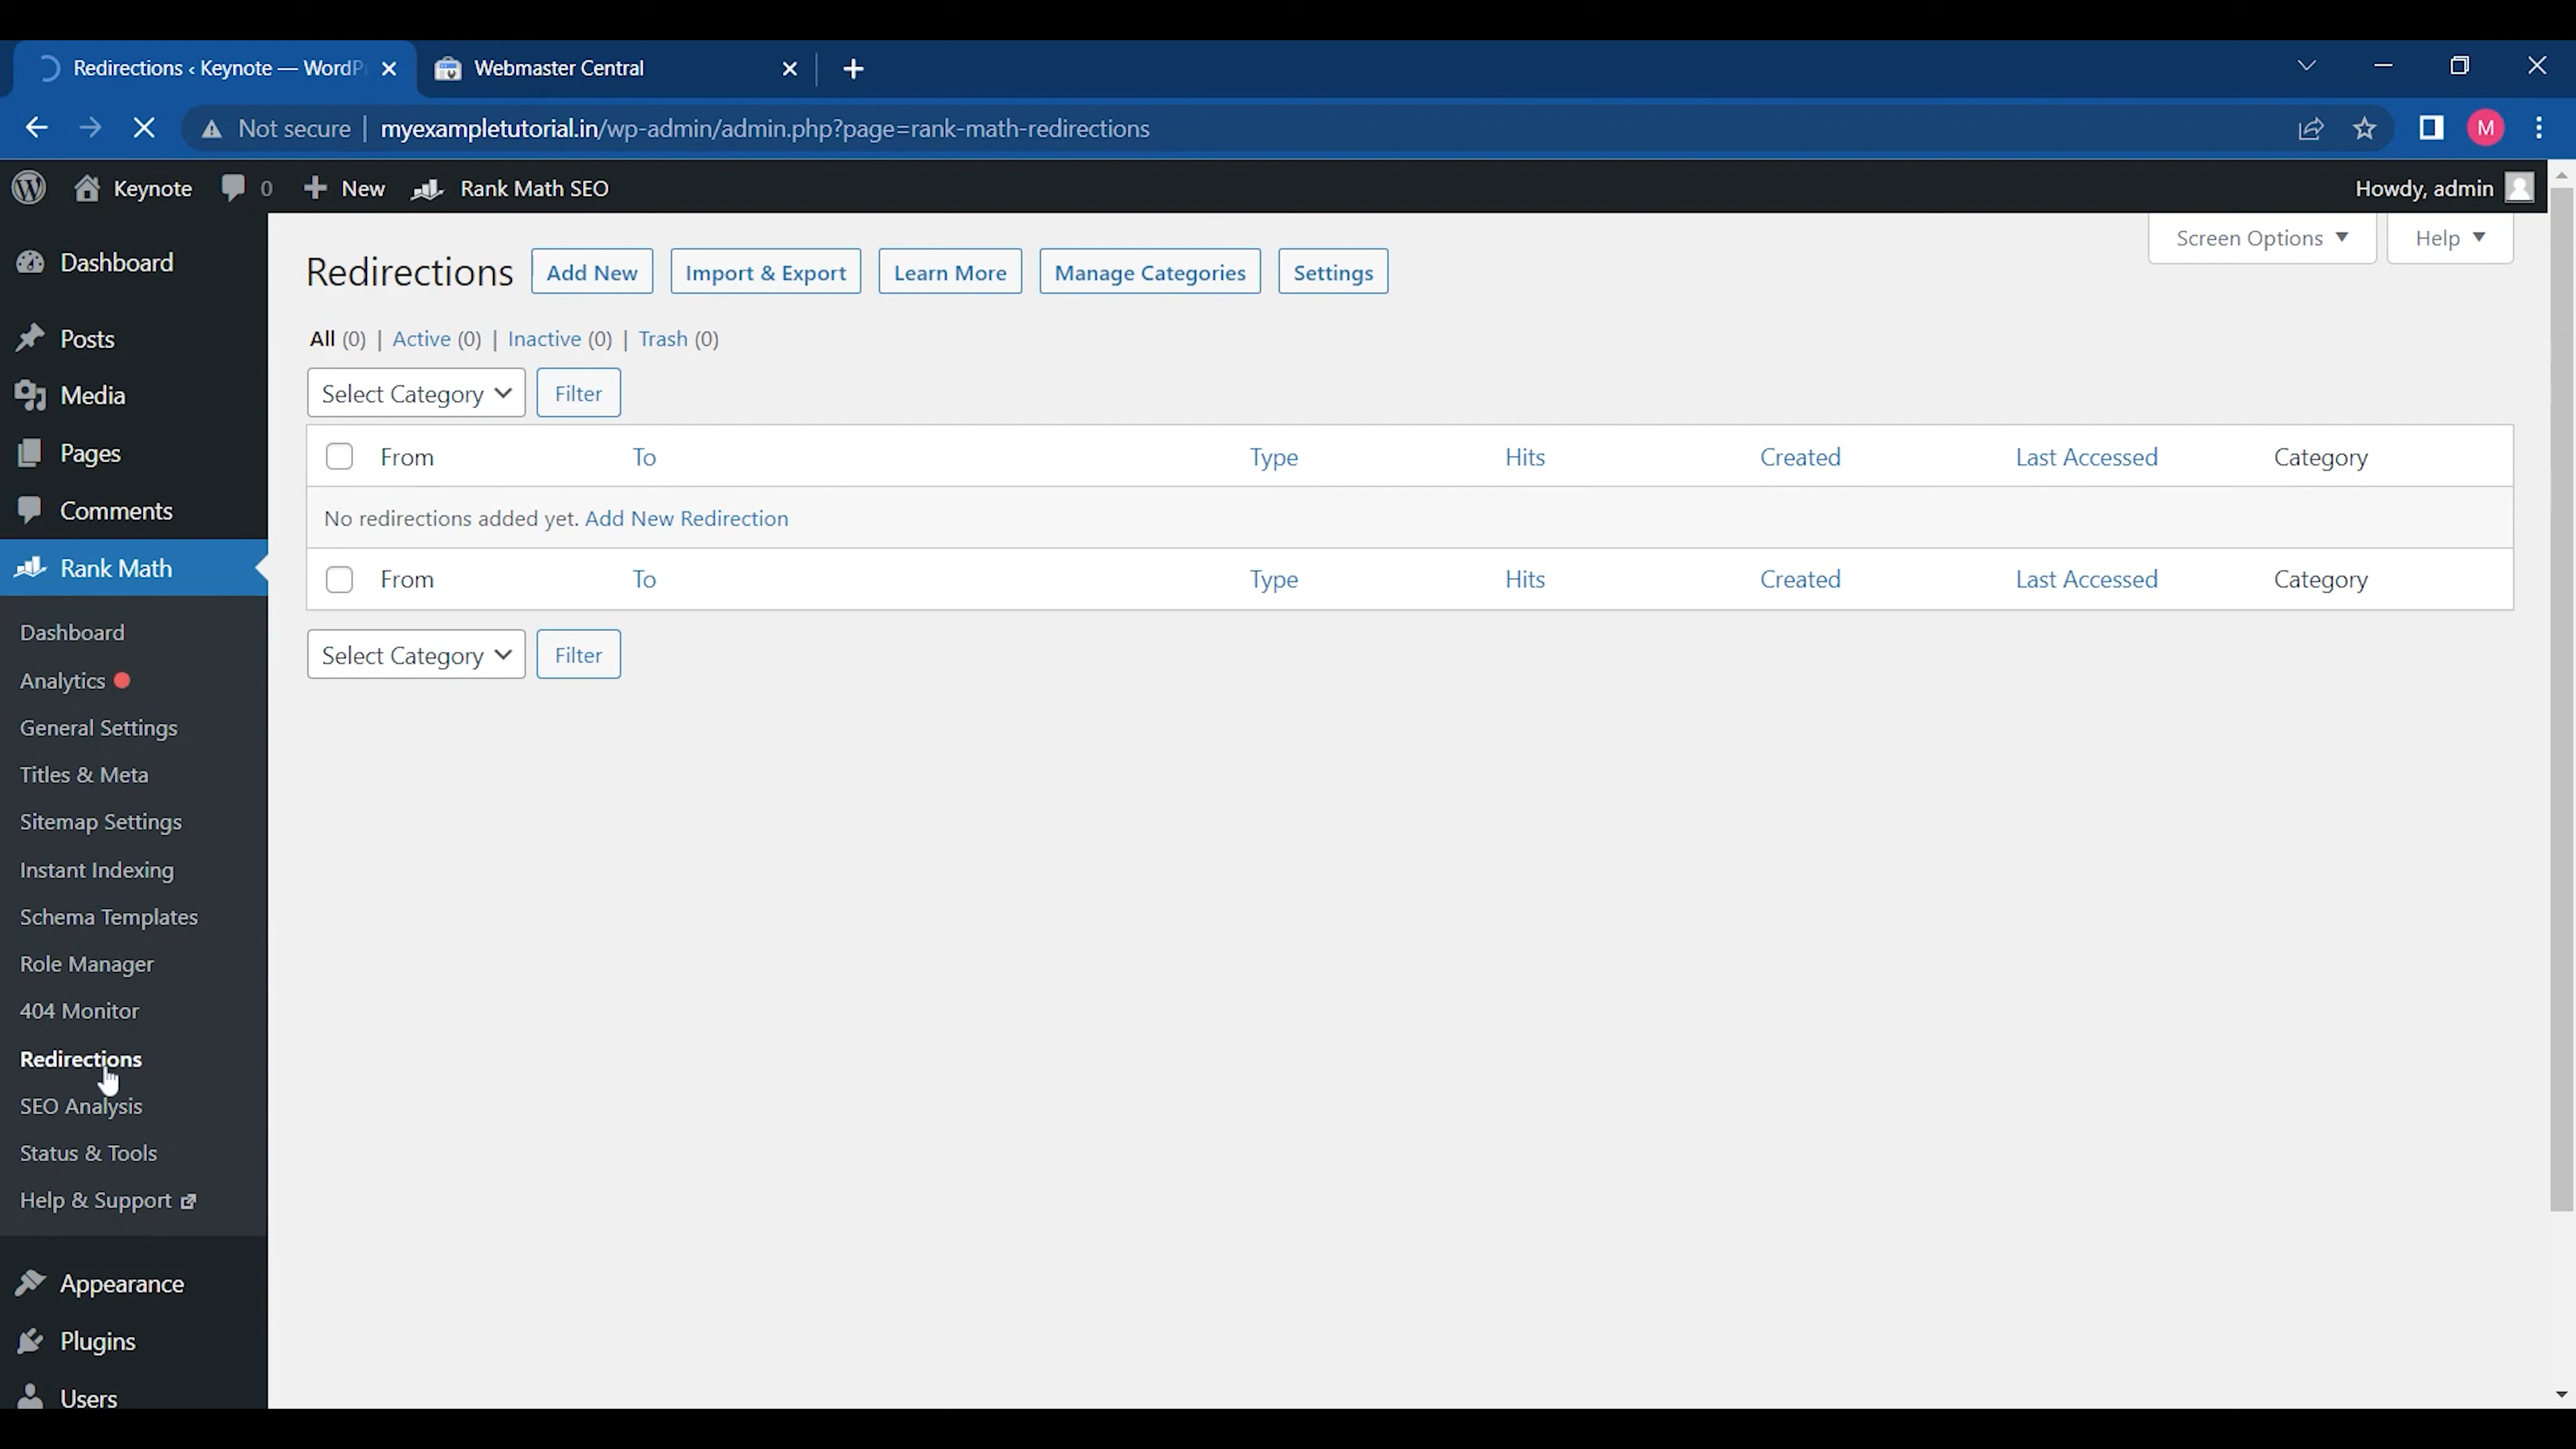 Redirections ‹ Keynote — WordP
Webmaster Central
Not secure myexampletutorial.in/wp-admin/admin.php?page=rank-math-redirections
M
Keynote 0 New Rank Math SEO Howdy, admin
Screen Options Help
Dashboard
Posts
Media
Pages
Comments
Rank Math
Dashboard
Analytics
General Settings
Titles & Meta
Sitemap Settings
Instant Indexing
Schema Templates
Role Manager
404 Monitor
Redirections
SEO Analysis
Status & Tools
Help & Support
Appearance
Plugins
Users
Redirections Add New Import & Export Learn More Manage Categories Settings
All (0) | Active (0) | Inactive (0) | Trash (0)
Select Category Filter
From To Type Hits Created Last Accessed Category
No redirections added yet. Add New Redirection
From To Type Hits Created Last Accessed Category
Select Category Filter